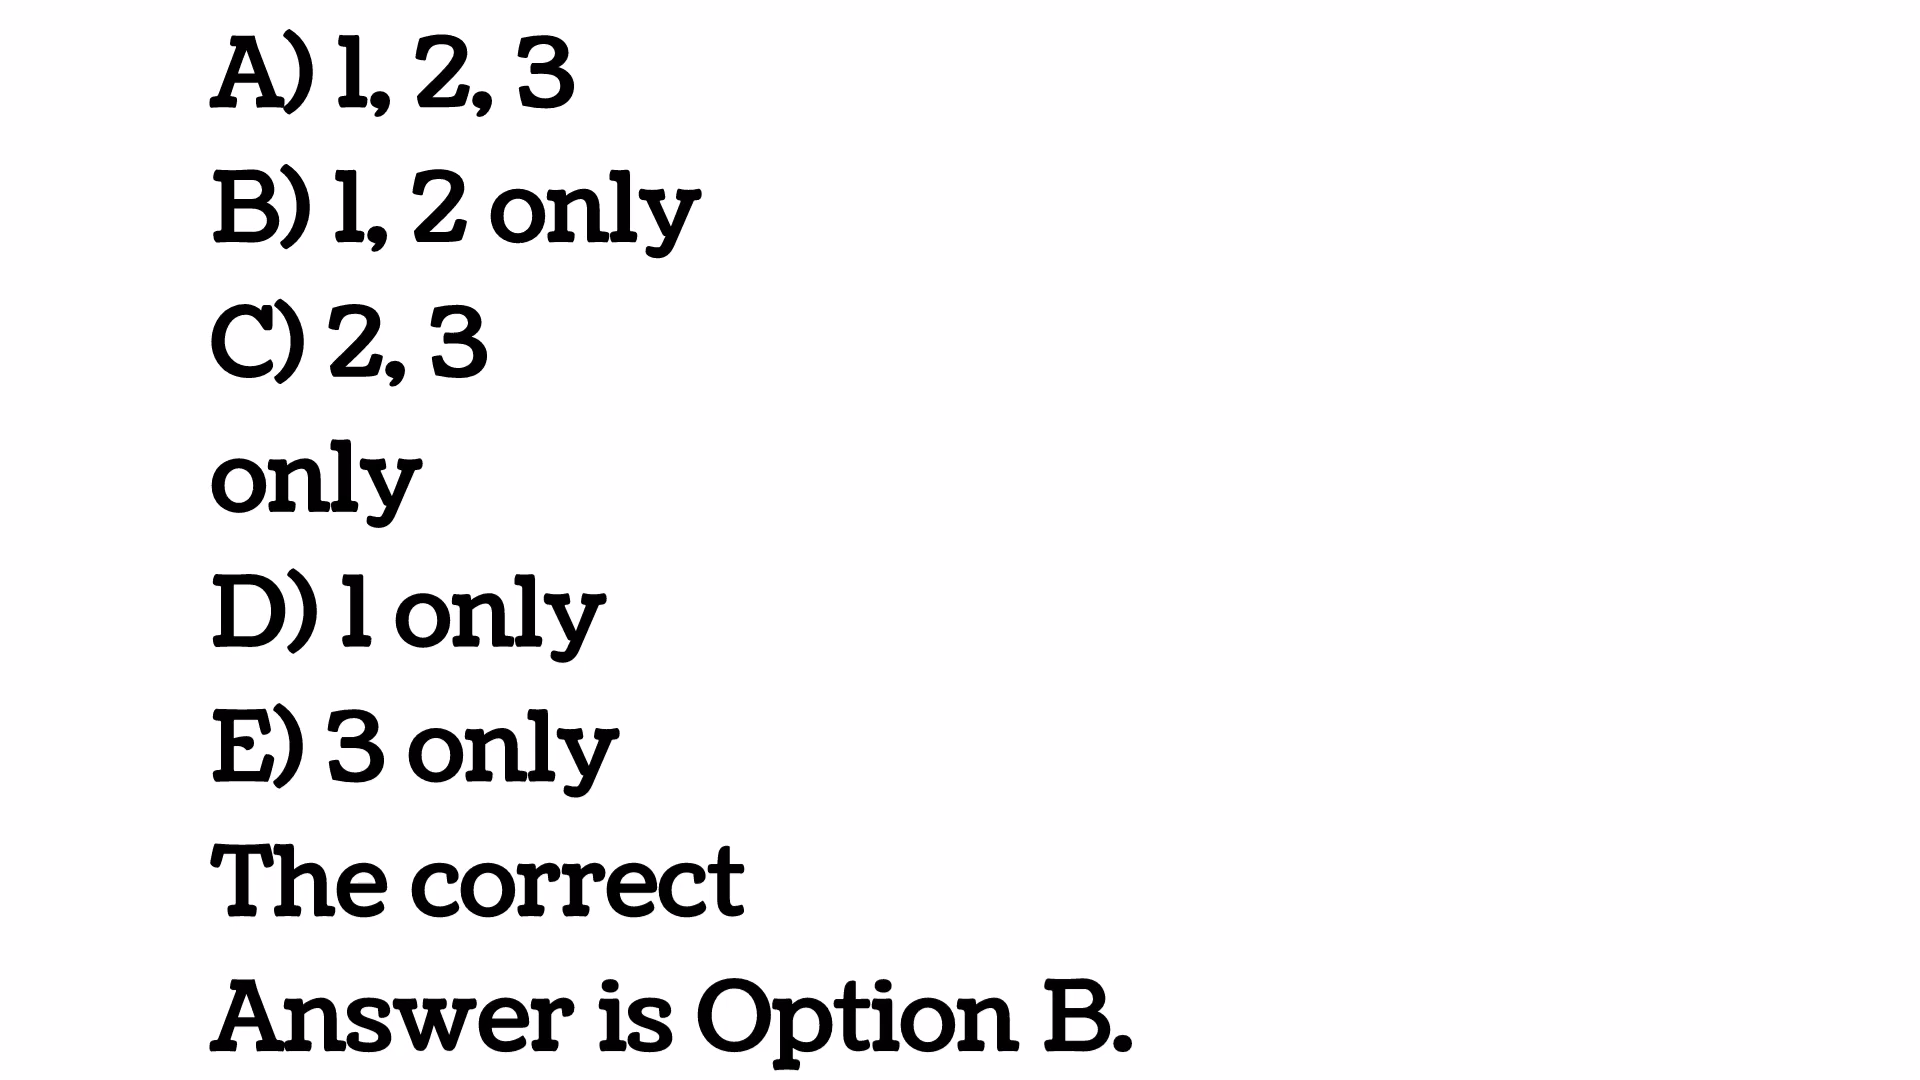 A) 1, 2, 3
B) 1, 2 only
C) 2, 3
only
D) 1 only
E) 3 only
The correct
Answer is Option B.